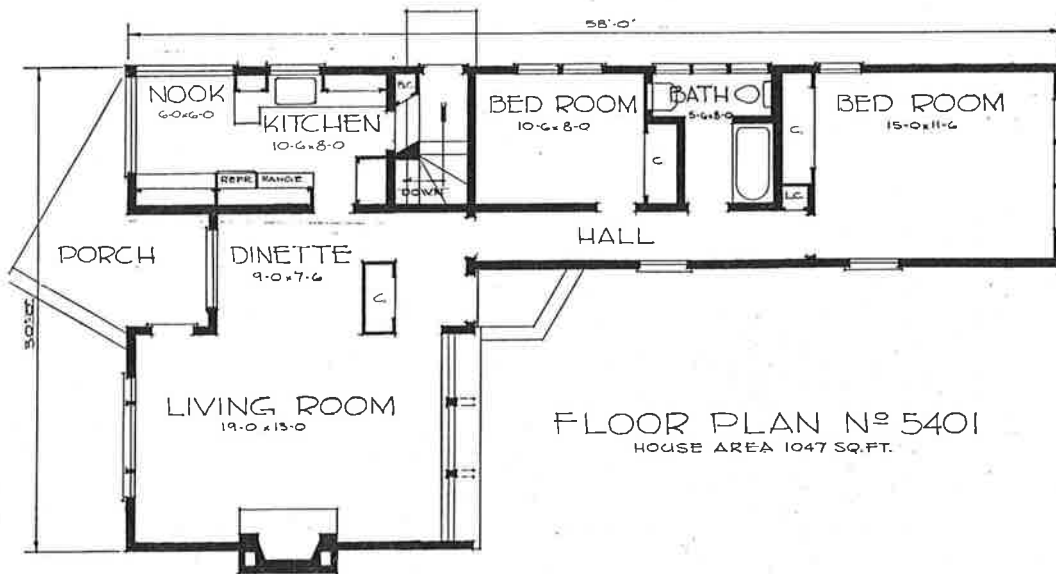 58'-0"
NOOK
6-0x6-0
KITCHEN
10-6x8-0
B.C.
BED ROOM
10-6x8-0
BATH
5-6x8-0
C.
BED ROOM
15-0x11-6
REFR.
RANGE
DOWN
C
L.C.
PORCH
DINETTE
9-0x7-6
HALL
C.
30'-0"
LIVING ROOM
19-0x13-0
FLOOR PLAN Nº 5401
HOUSE AREA 1047 SQ.FT.